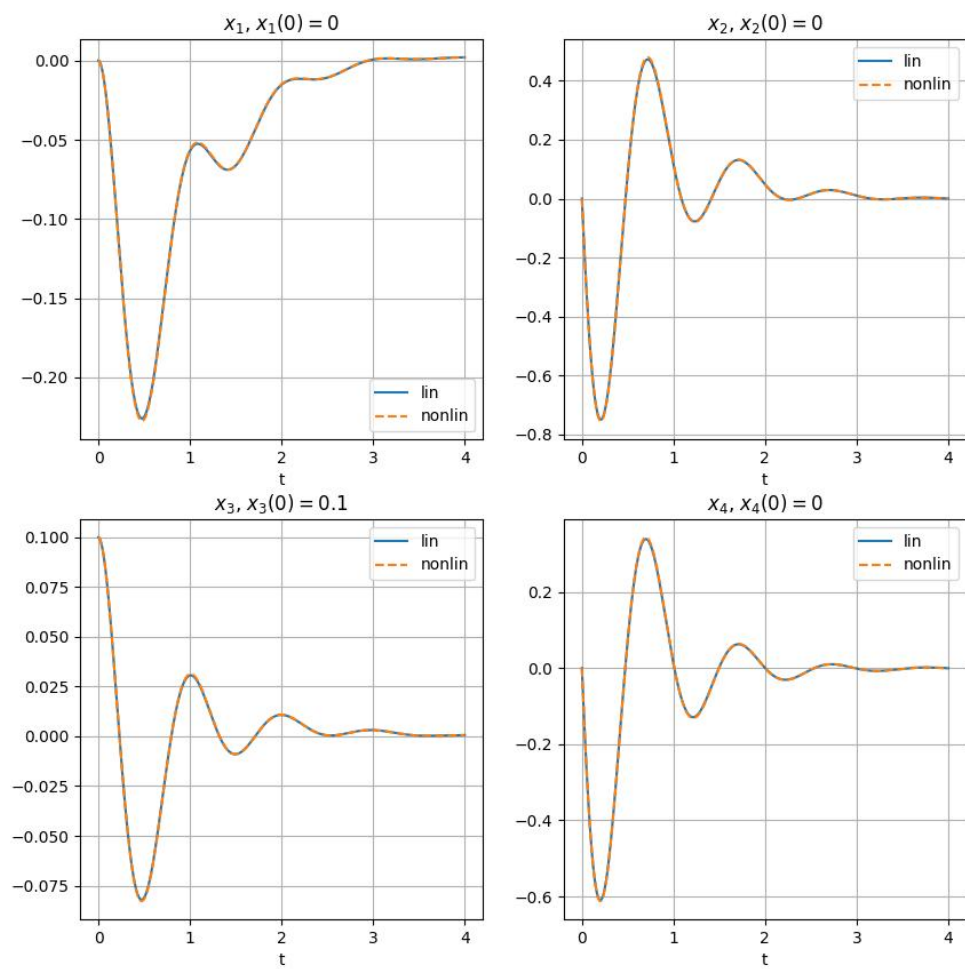 x₁, x₁(0) = 0
0.00
−0.05
−0.10
−0.15
−0.20
lin
nonlin
0 1 2 3 4
t
x₂, x₂(0) = 0
0.4
0.2
0.0
−0.2
−0.4
−0.6
−0.8
lin
nonlin
0 1 2 3 4
t
x₃, x₃(0) = 0.1
0.100
0.075
0.050
0.025
0.000
−0.025
−0.050
−0.075
lin
nonlin
0 1 2 3 4
t
x₄, x₄(0) = 0
0.2
0.0
−0.2
−0.4
−0.6
lin
nonlin
0 1 2 3 4
t